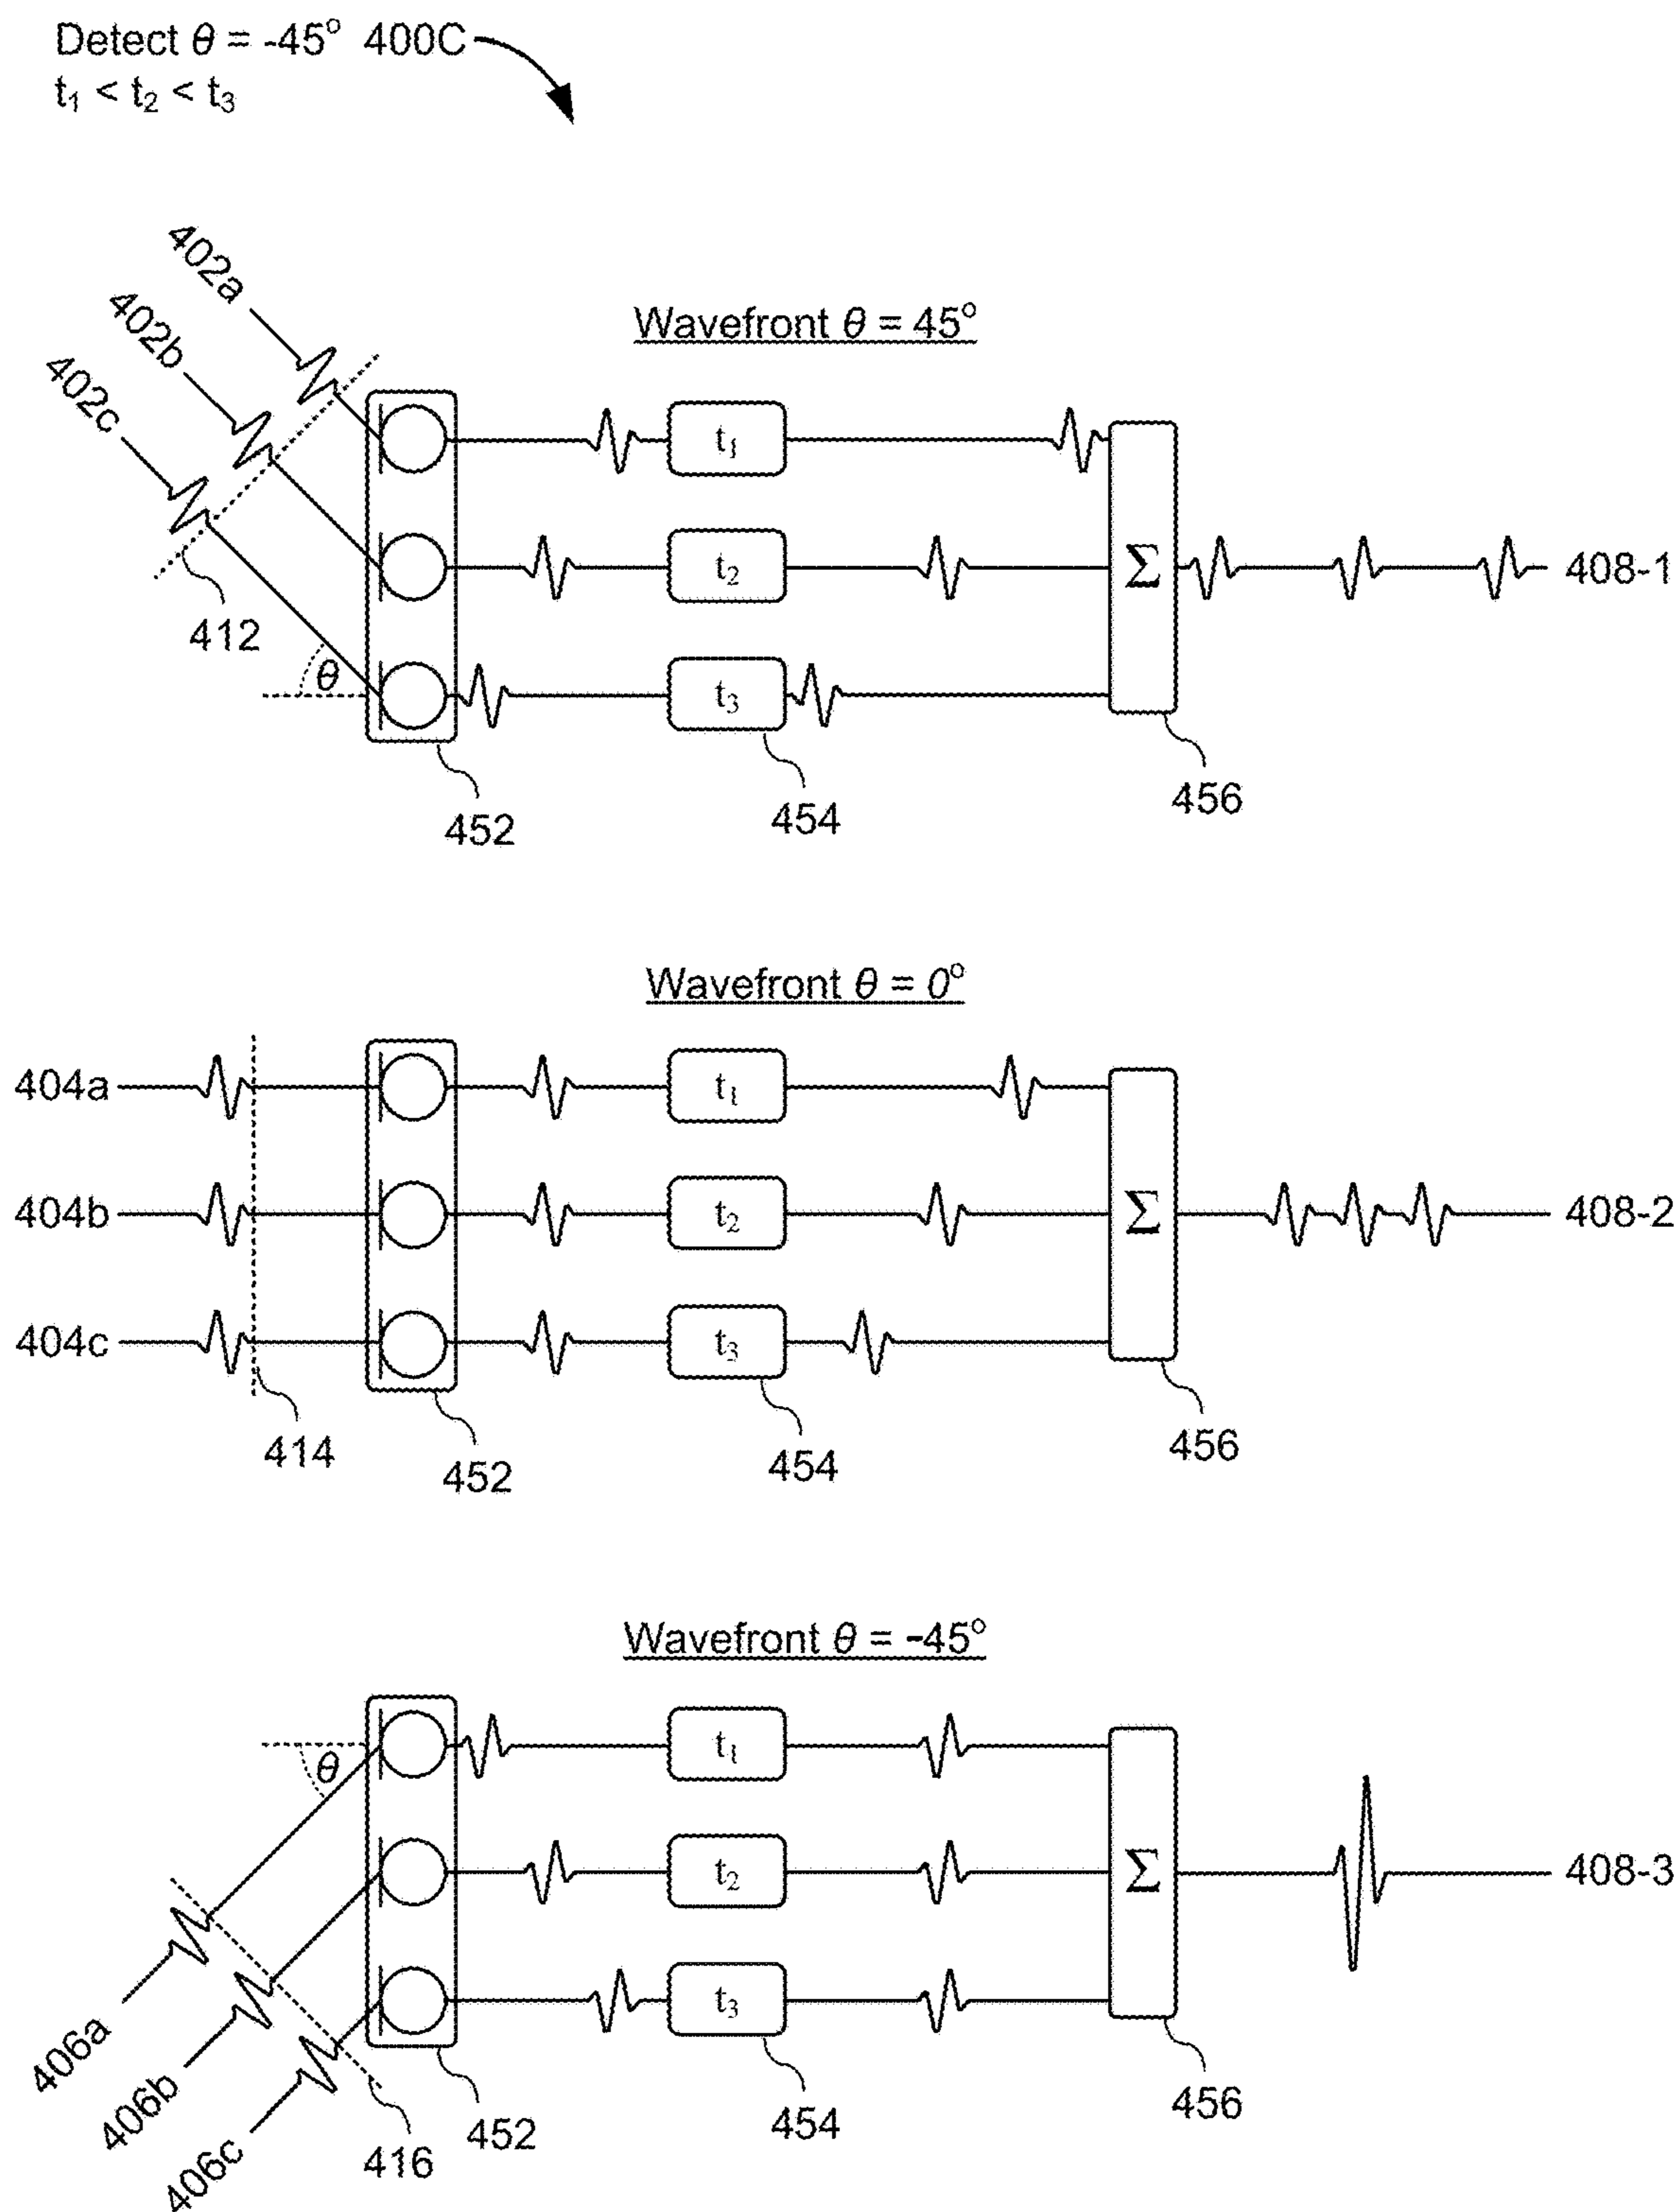 Detect θ = -45° 400C
t₁ < t₂ < t₃
402a
402b
402c
Wavefront θ = 45°
t₁
t₂
t₃
Σ
408-1
412
θ
452
454
456
Wavefront θ = 0°
404a
404b
404c
t₁
t₂
t₃
Σ
408-2
414
452
454
456
Wavefront θ = -45°
θ
t₁
t₂
t₃
Σ
408-3
406a
406b
406c
416
452
454
456